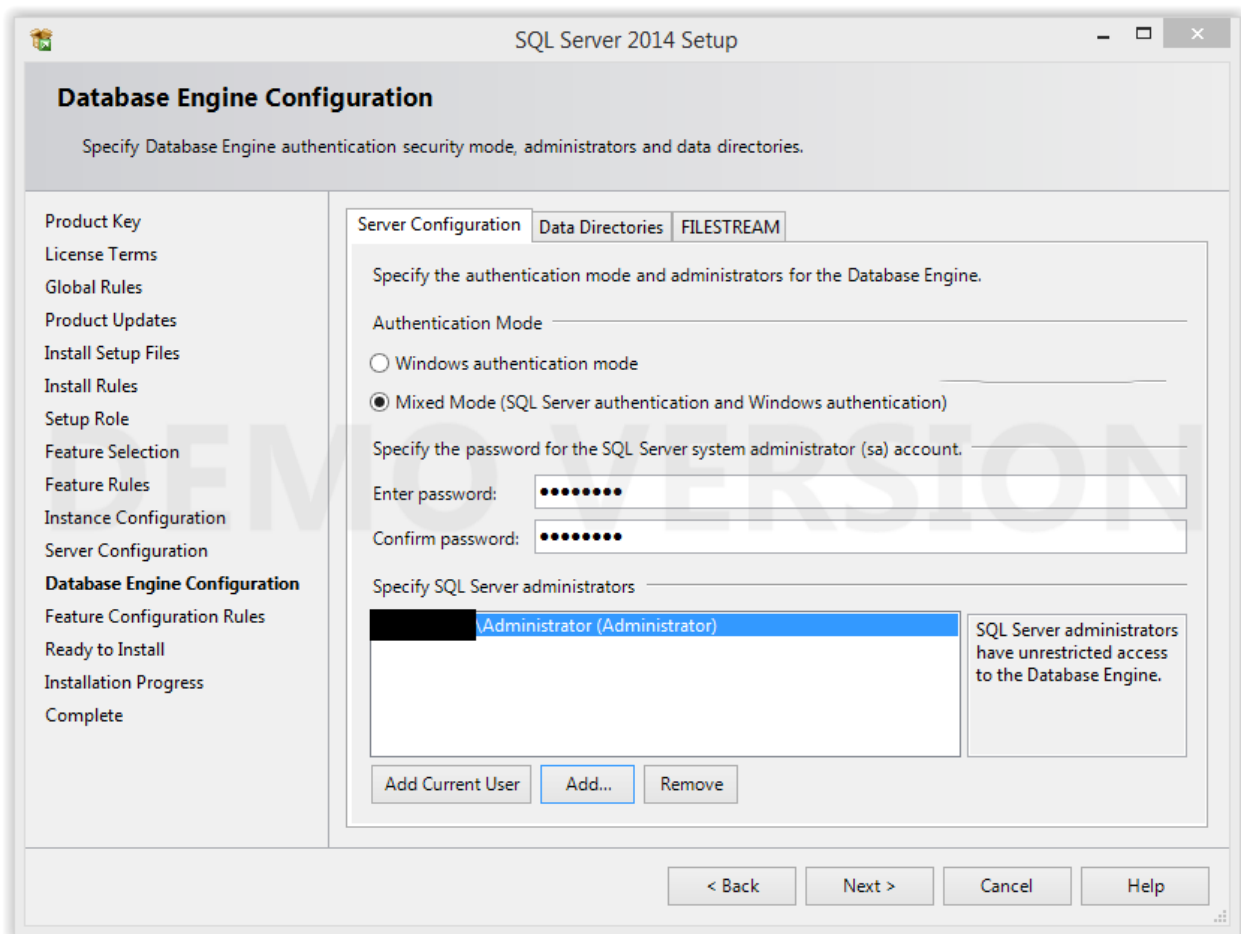 SQL Server 2014 Setup
Database Engine Configuration
Specify Database Engine authentication security mode, administrators and data directories.
Product Key
License Terms
Global Rules
Product Updates
Install Setup Files
Install Rules
Setup Role
Feature Selection
Feature Rules
Instance Configuration
Server Configuration
Database Engine Configuration
Feature Configuration Rules
Ready to Install
Installation Progress
Complete
Server Configuration Data Directories FILESTREAM
Specify the authentication mode and administrators for the Database Engine.
Authentication Mode
Windows authentication mode
Mixed Mode (SQL Server authentication and Windows authentication)
Specify the password for the SQL Server system administrator (sa) account.
Enter password: ●●●●●●●●
Confirm password: ●●●●●●●●
Specify SQL Server administrators
\Administrator (Administrator)
SQL Server administrators
have unrestricted access
to the Database Engine.
Add Current User Add... Remove
< Back Next > Cancel Help
DEMO VERSION